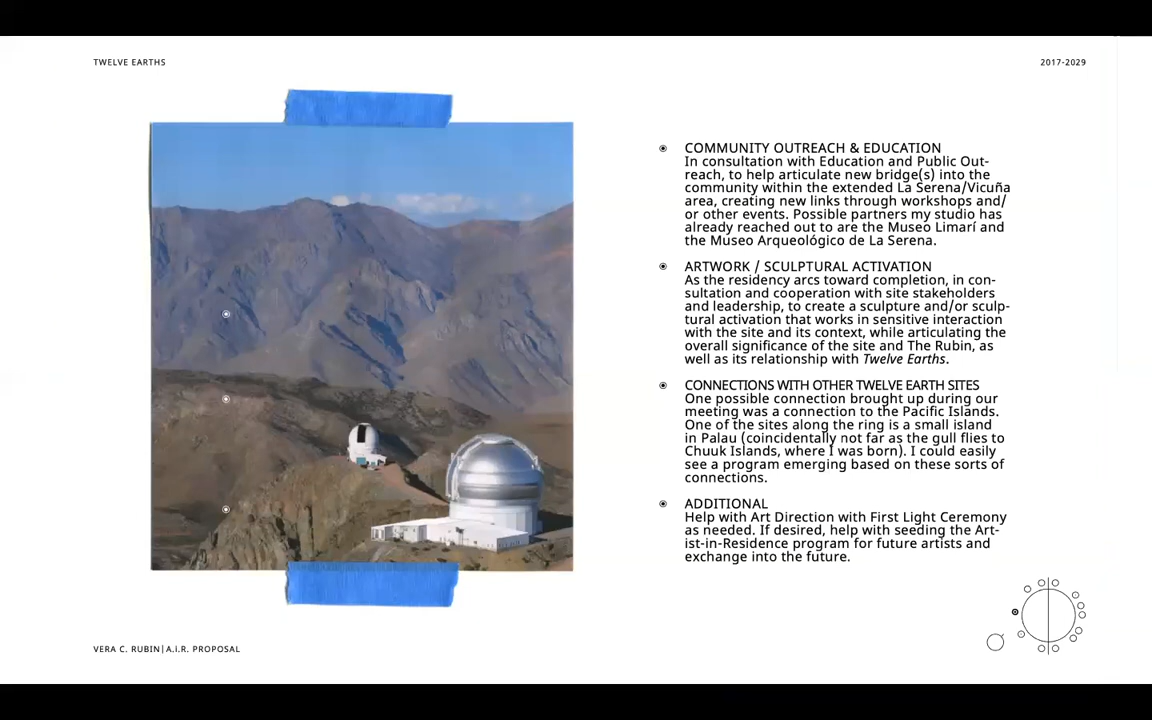 TWELVE EARTHS
2017-2029
COMMUNITY OUTREACH & EDUCATION
In consultation with Education and Public Out-
reach, to help articulate new bridge(s) into the
community within the extended La Serena/Vicuña
area, creating new links through workshops and/
or other events. Possible partners my studio has
already reached out to are the Museo Limarí and
the Museo Arqueológico de La Serena.
ARTWORK / SCULPTURAL ACTIVATION
As the residency arcs toward completion, in con-
sultation and cooperation with site stakeholders
and leadership, to create a sculpture and/or sculp-
tural activation that works in sensitive interaction
with the site and its context, while articulating the
overall significance of the site and The Rubin, as
well as its relationship with Twelve Earths.
CONNECTIONS WITH OTHER TWELVE EARTH SITES
One possible connection brought up during our
meeting was a connection to the Pacific Islands.
One of the sites along the ring is a small island
in Palau (coincidentally not far as the gull flies to
Chuuk Islands, where I was born). I could easily
see a program emerging based on these sorts of
connections.
ADDITIONAL
Help with Art Direction with First Light Ceremony
as needed. If desired, help with seeding the Art-
ist-in-Residence program for future artists and
exchange into the future.
VERA C. RUBIN|A.i.R. PROPOSAL